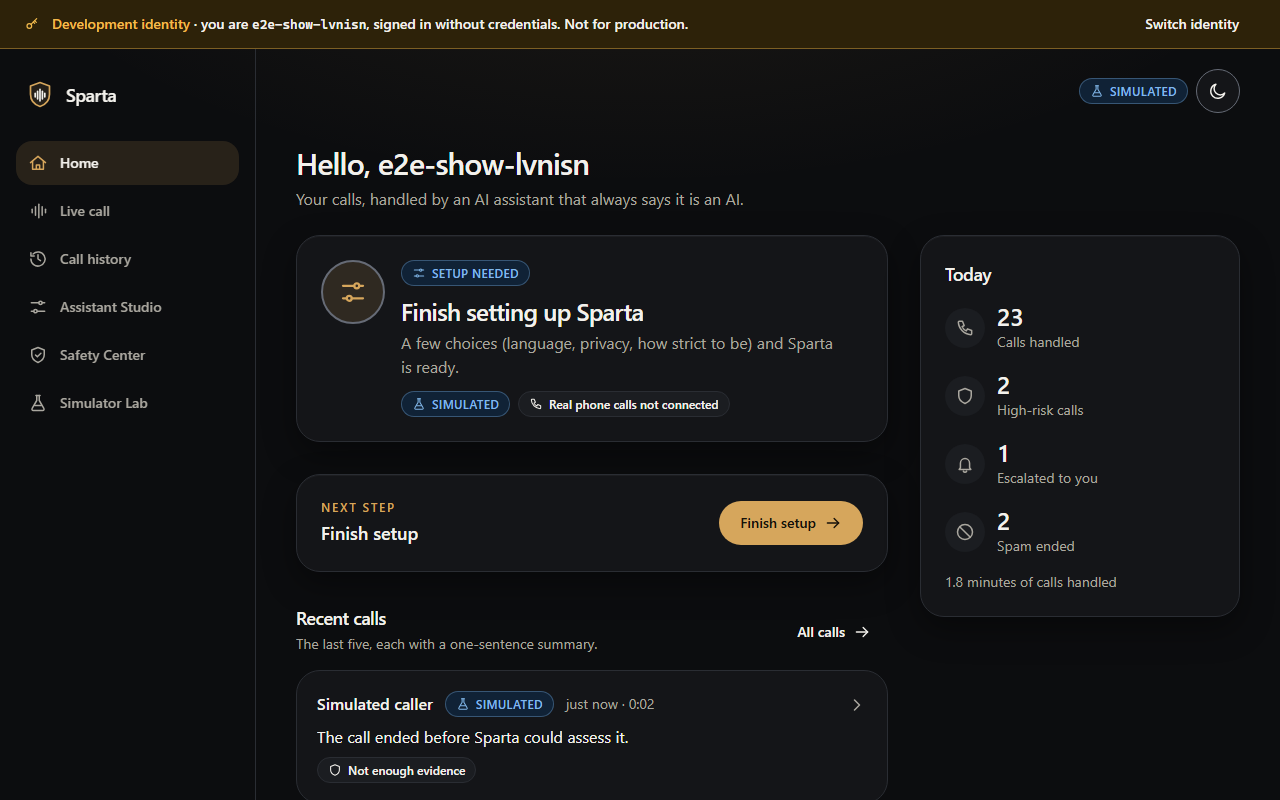 Development identity · you are e2e-show-lvnisn, signed in without credentials. Not for production.
Switch identity
Sparta
SIMULATED
Home
Live call
Call history
Assistant Studio
Safety Center
Simulator Lab
Hello, e2e-show-lvnisn
Your calls, handled by an AI assistant that always says it is an AI.
SETUP NEEDED
Finish setting up Sparta
A few choices (language, privacy, how strict to be) and Sparta
is ready.
SIMULATED
Real phone calls not connected
NEXT STEP
Finish setup
Finish setup
Recent calls
The last five, each with a one-sentence summary.
All calls
Simulated caller
SIMULATED
just now · 0:02
The call ended before Sparta could assess it.
Not enough evidence
Today
23
Calls handled
2
High-risk calls
1
Escalated to you
2
Spam ended
1.8 minutes of calls handled